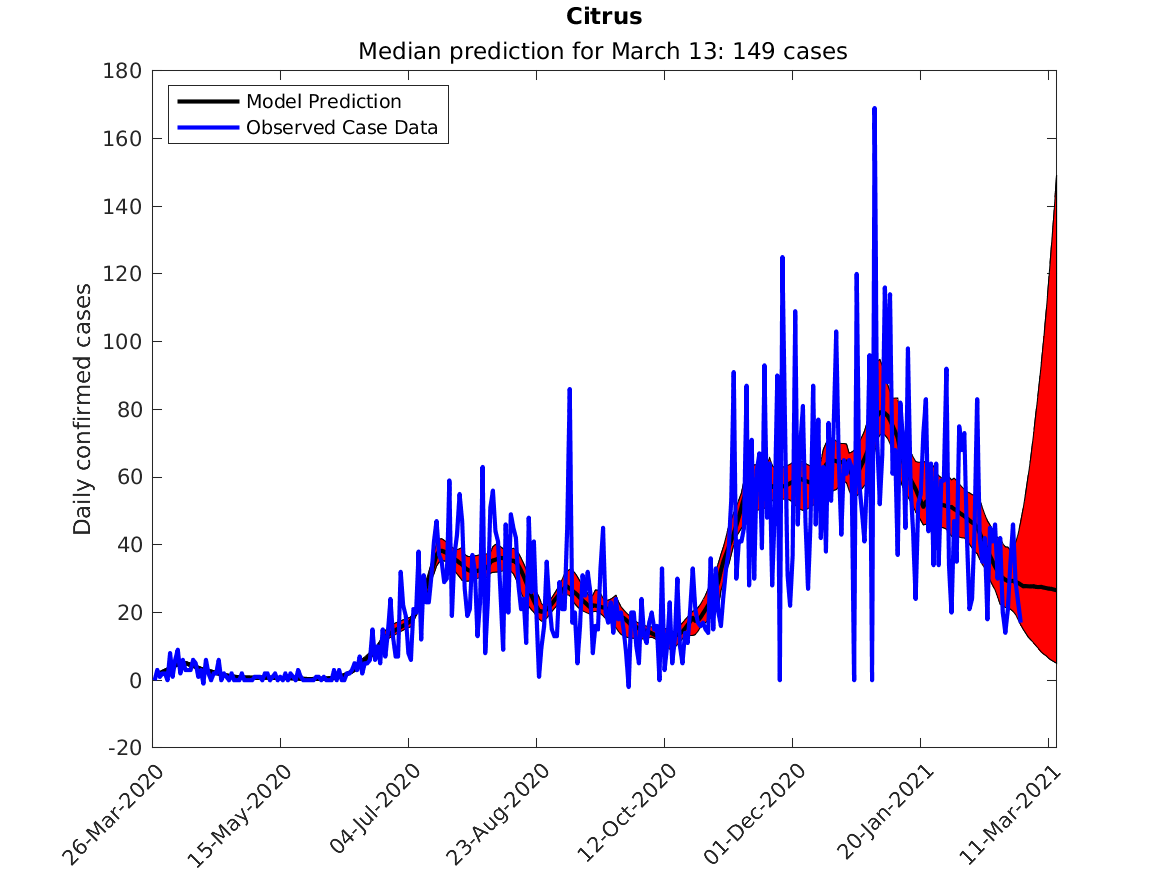 Citrus
Median prediction for March 13: 149 cases
Model Prediction
Observed Case Data
Daily confirmed cases
180
160
140
120
100
80
60
40
20
0
-20
26-Mar-2020
15-May-2020
04-Jul-2020
23-Aug-2020
12-Oct-2020
01-Dec-2020
20-Jan-2021
11-Mar-2021